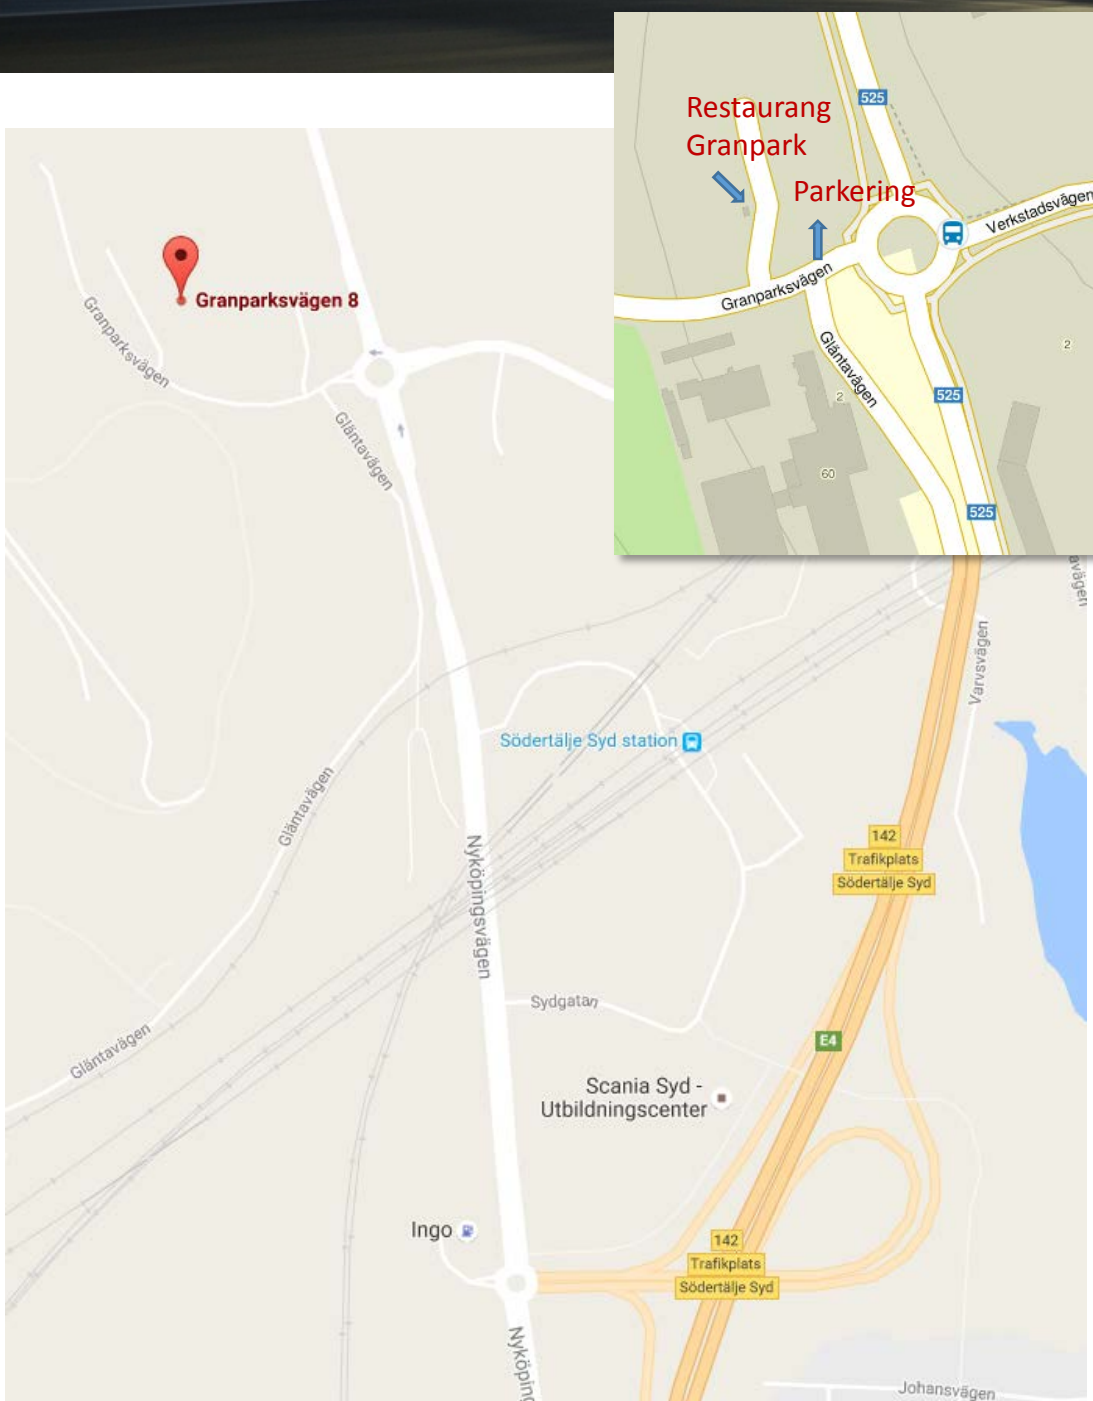 525
Restaurang
Granpark
Parkering
Verkstadsvägen
Granparksvägen
Gläntavägen
2
2
525
60
525
Granparksvägen 8
Granparksvägen
Gläntavägen
avägen
Varvsvägen
Södertälje Syd station
Gläntavägen
142
Trafikplats
Södertälje Syd
Nyköpingsvägen
Sydgatan
Gläntavägen
E4
Scania Syd -
Utbildningscenter
Ingo
142
Trafikplats
Södertälje Syd
Nyköping
Johansvägen